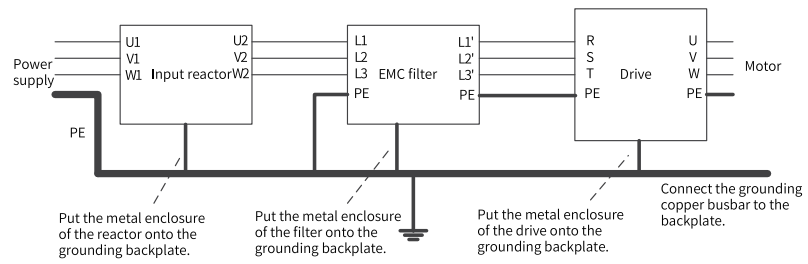 Power
supply
U1
V1
W1
Input reactor
U2
V2
W2
L1
L2
L3
PE
EMC filter
L1'
L2'
L3'
PE
R
S
T
PE
Drive
U
V
W
PE
Motor
PE
Put the metal enclosure
of the reactor onto the
grounding backplate.
Put the metal enclosure
of the filter onto the
grounding backplate.
Put the metal enclosure
of the drive onto the
grounding backplate.
Connect the grounding
copper busbar to the
backplate.